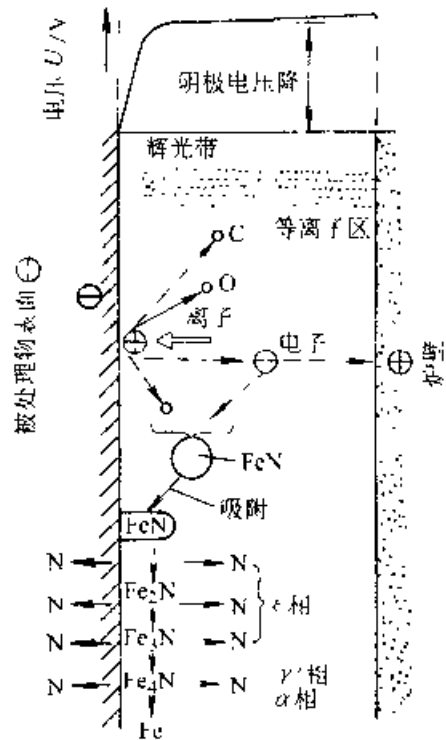 电压 U/V
阴极电压降
辉光带
等离子区
C
O
离子
电子
被处理物表面
炉壁
FeN
吸附
FeN
N N
Fe₂N
N N
ε相
Fe₃N
N N
Fe₄N
N N
γ′相
α相
Fe